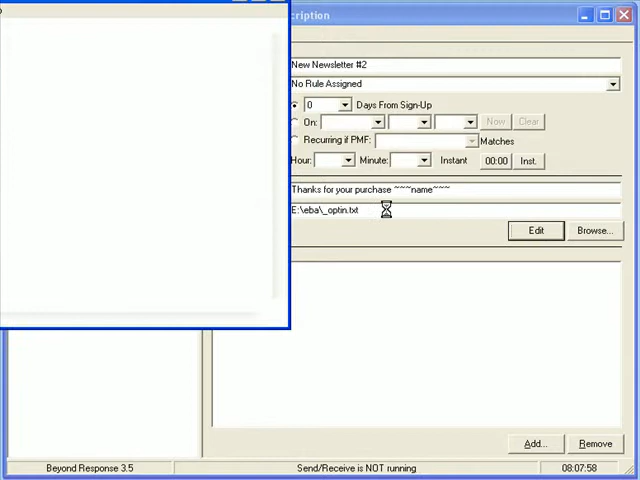 cription
New Newsletter #2
No Rule Assigned
0 Days From Sign-Up
On: Now Clear
Recurring if PMF: Matches
Hour: Minute: Instant 00:00 Inst.
Thanks for your purchase ~~~name~~~
E:\eba\_optin.txt
Edit Browse...
Add... Remove
Beyond Response 3.5 Send/Receive is NOT running 08:07:58